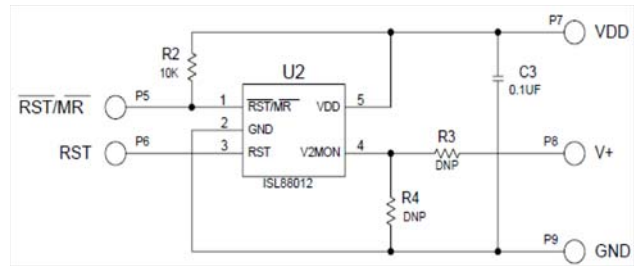 P7 VDD
R2
10K
U2
C3
0.1UF
RST/MR P5 1 RST/MR VDD 5
2 GND
R3
RST P6 3 RST V2MON 4 P8 V+
DNP
ISL88012
R4
DNP
P9 GND